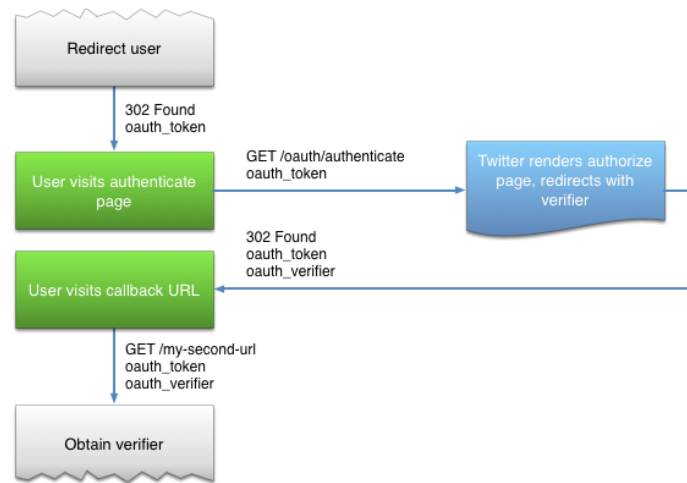 Redirect user
302 Found
oauth_token
User visits authenticate
page
GET /oauth/authenticate
oauth_token
Twitter renders authorize
page, redirects with
verifier
302 Found
oauth_token
oauth_verifier
User visits callback URL
GET /my-second-url
oauth_token
oauth_verifier
Obtain verifier